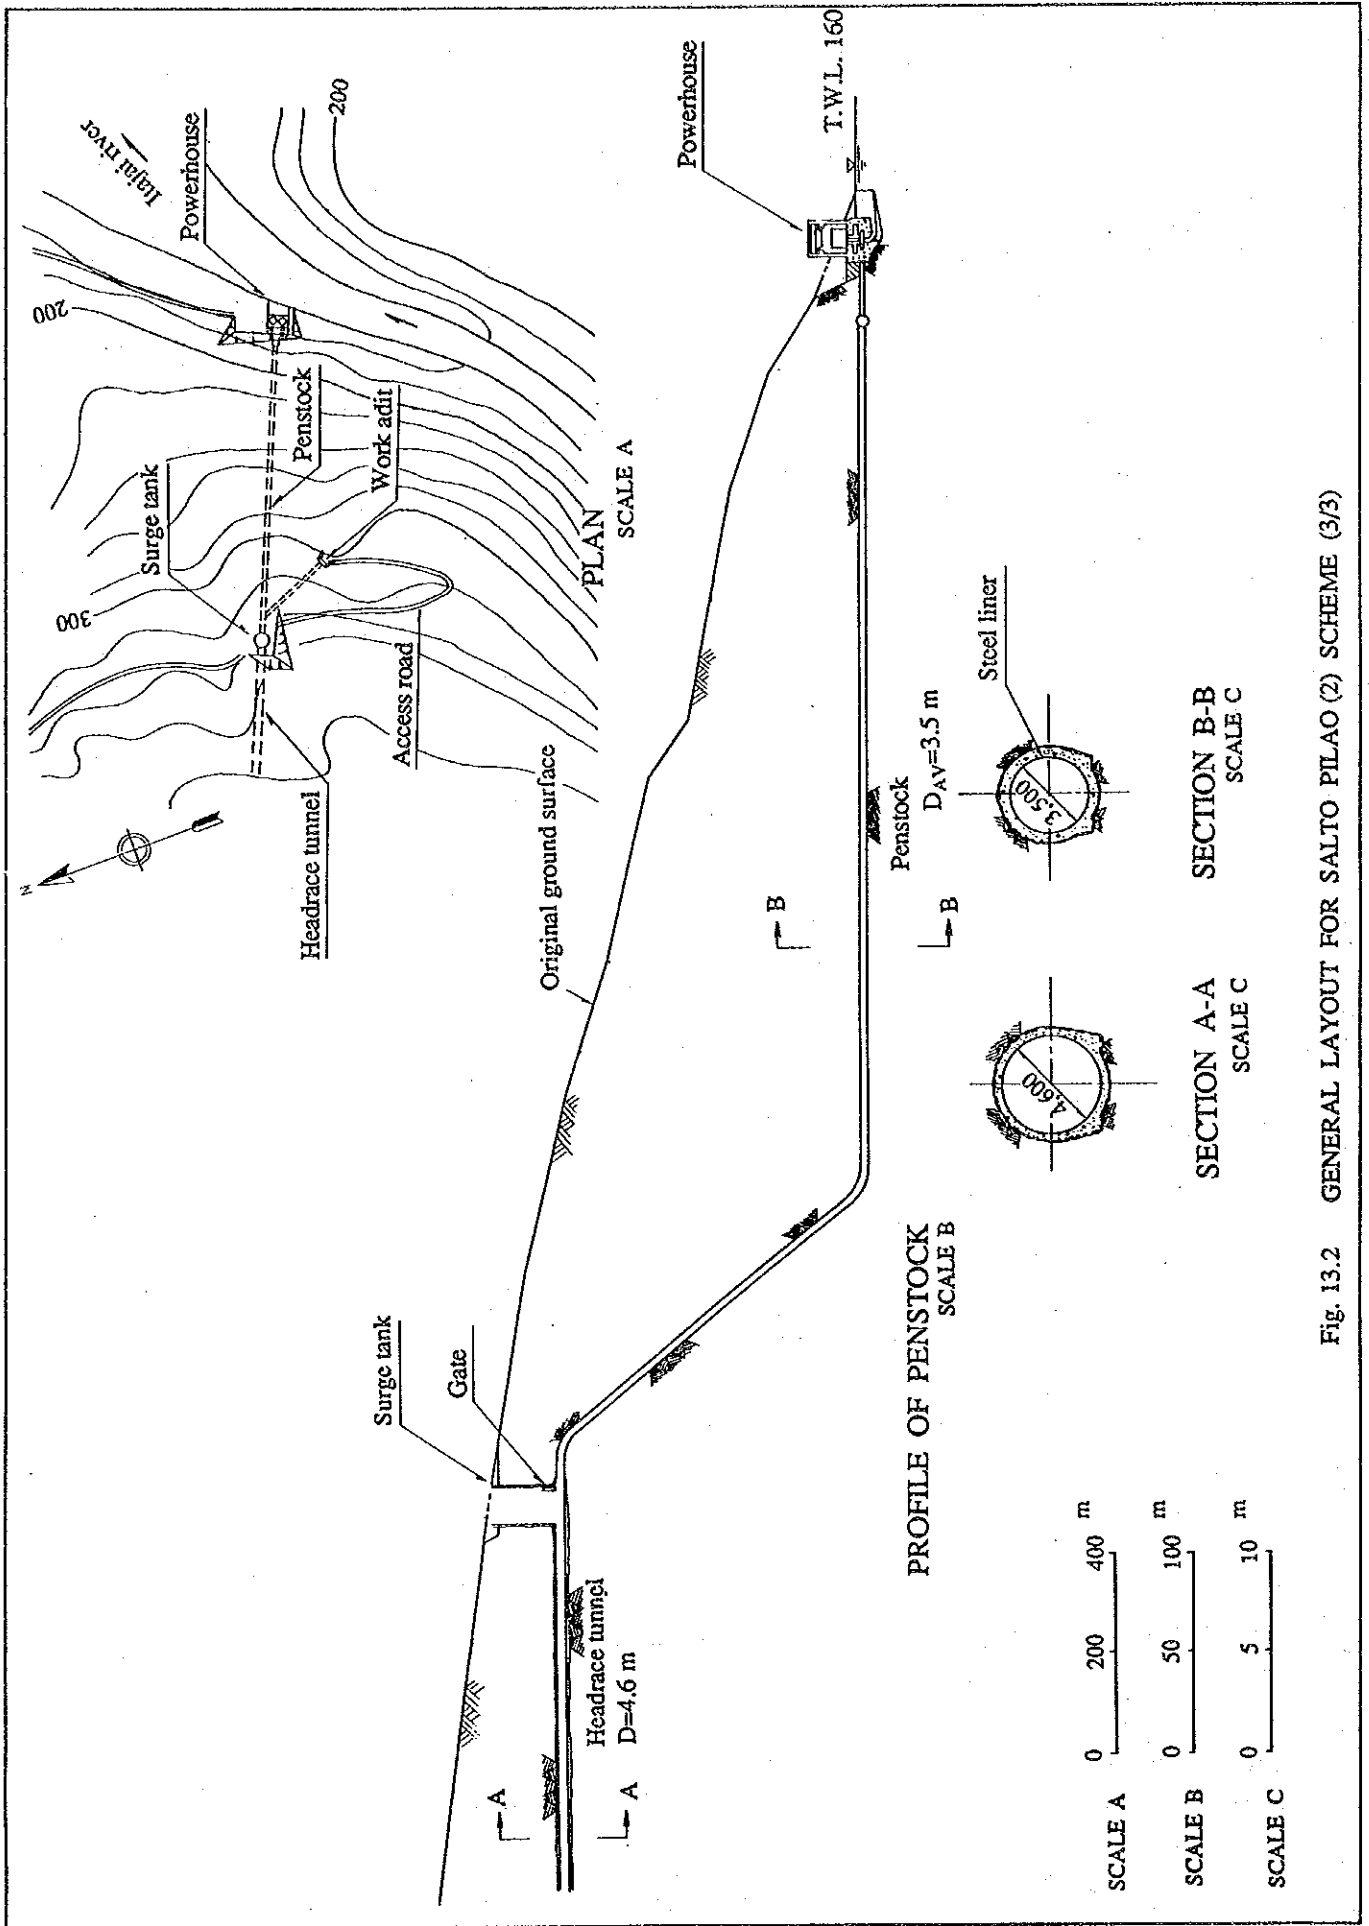 Itajai river
Powerhouse
200
200
Penstock
Work adit
Surge tank
300
Access road
Headrace tunnel
N
PLAN
SCALE A
Powerhouse
T.W.L. 160
Original ground surface
Surge tank
Gate
Headrace tunnel
D=4.6 m
A
A
B
B
Penstock
DAV=3.5 m
PROFILE OF PENSTOCK
SCALE B
4,600
SECTION A-A
SCALE C
Steel liner
3,500
SECTION B-B
SCALE C
SCALE A 0 200 400 m
SCALE B 0 50 100 m
SCALE C 0 5 10 m
Fig. 13.2 GENERAL LAYOUT FOR SALTO PILAO (2) SCHEME (3/3)